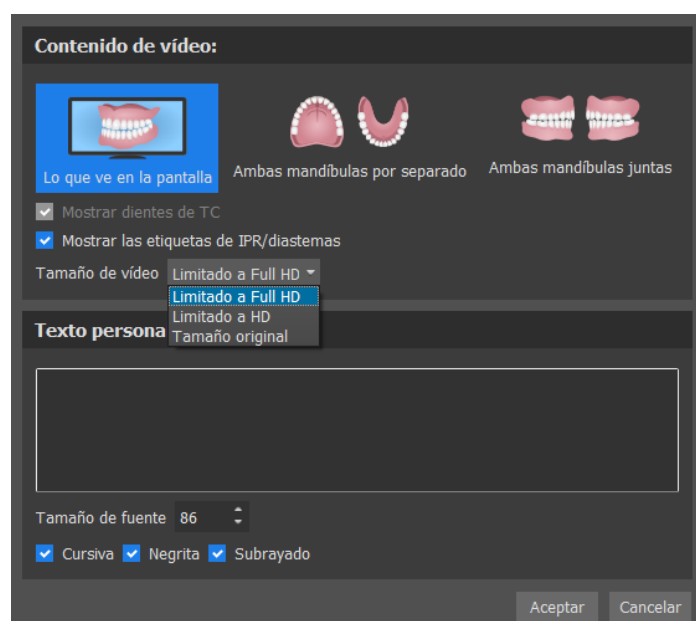 Contenido de vídeo:
Lo que ve en la pantalla
Ambas mandíbulas por separado
Ambas mandíbulas juntas
Mostrar dientes de TC
Mostrar las etiquetas de IPR/diastemas
Tamaño de vídeo Limitado a Full HD
Limitado a Full HD
Limitado a HD
Tamaño original
Texto persona
Tamaño de fuente 86
Cursiva Negrita Subrayado
Aceptar Cancelar